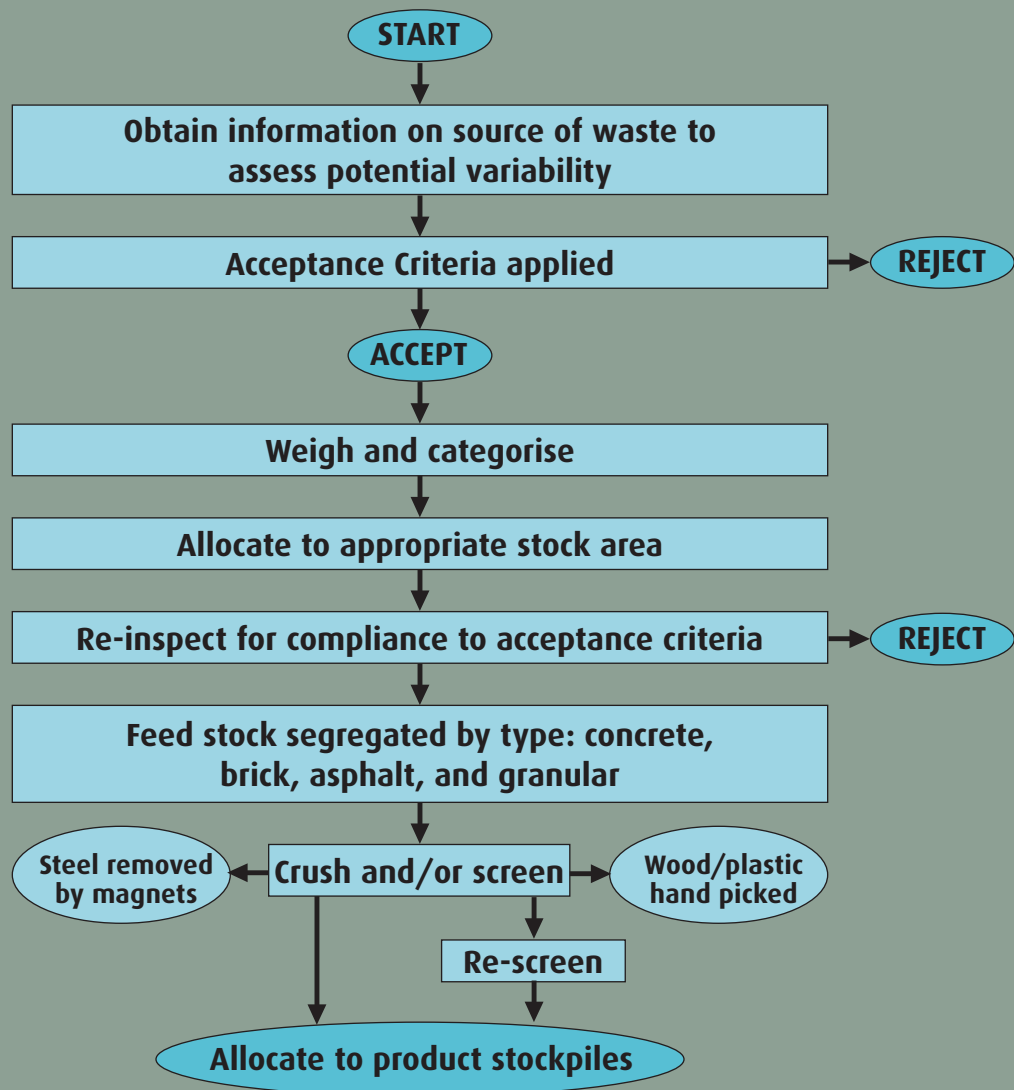 START
Obtain information on source of waste to
assess potential variability
Acceptance Criteria applied
REJECT
ACCEPT
Weigh and categorise
Allocate to appropriate stock area
Re-inspect for compliance to acceptance criteria
REJECT
Feed stock segregated by type: concrete,
brick, asphalt, and granular
Steel removed
by magnets
Crush and/or screen
Wood/plastic
hand picked
Re-screen
Allocate to product stockpiles